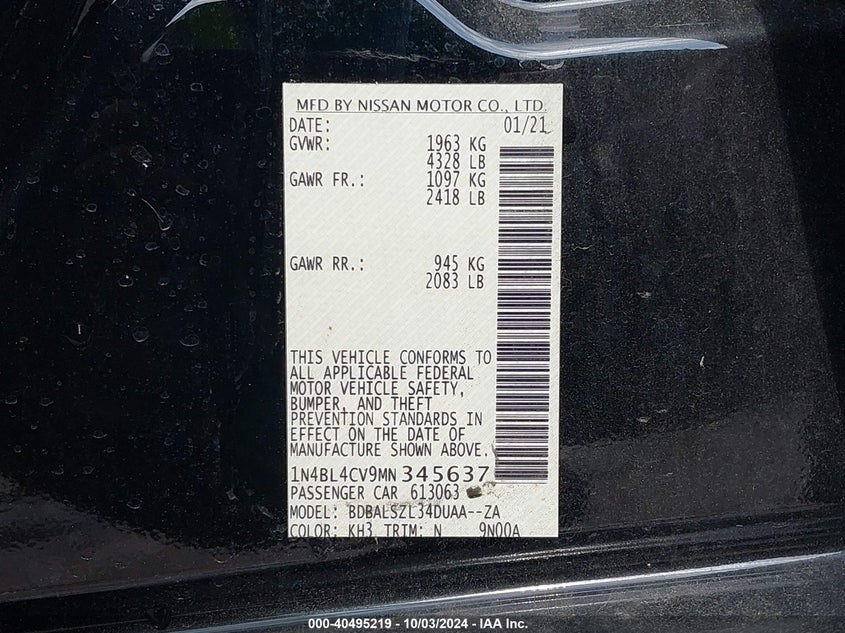 MFD BY NISSAN MOTOR CO., LTD.
DATE: 01/21
GVWR: 1963 KG
4328 LB
GAWR FR.: 1097 KG
2418 LB
GAWR RR.: 945 KG
2083 LB
THIS VEHICLE CONFORMS TO
ALL APPLICABLE FEDERAL
MOTOR VEHICLE SAFETY,
BUMPER, AND THEFT
PREVENTION STANDARDS IN
EFFECT ON THE DATE OF
MANUFACTURE SHOWN ABOVE.
1N4BL4CV9MN345637
PASSENGER CAR 613063
MODEL: BDBALSZL34DUAA--ZA
COLOR: KH3 TRIM: N 9N00A
000-40495219 - 10/03/2024 - IAA Inc.